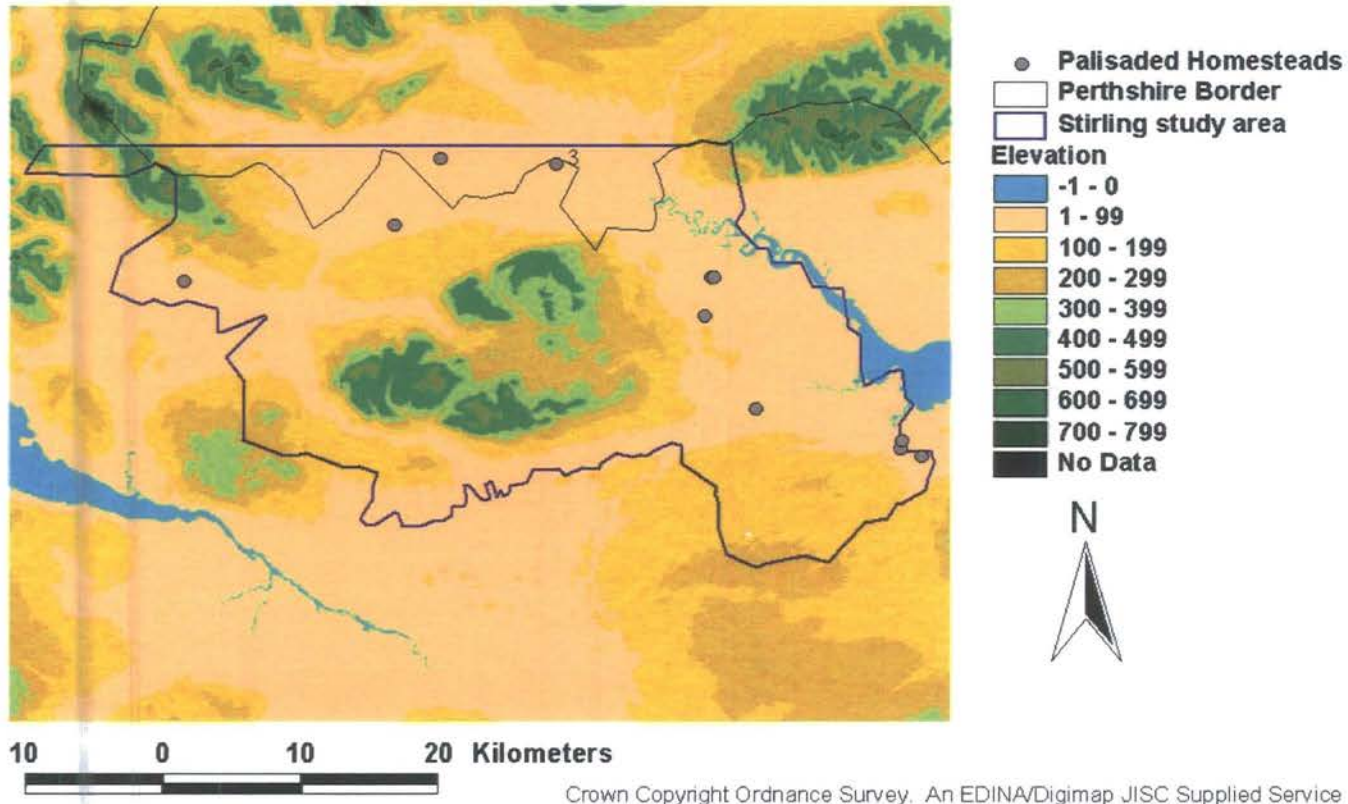 3
Palisaded Homesteads
Perthshire Border
Stirling study area
Elevation
-1 - 0
1 - 99
100 - 199
200 - 299
300 - 399
400 - 499
500 - 599
600 - 699
700 - 799
No Data
N
10 0 10 20 Kilometers
Crown Copyright Ordnance Survey. An EDINA/Digimap JISC Supplied Service